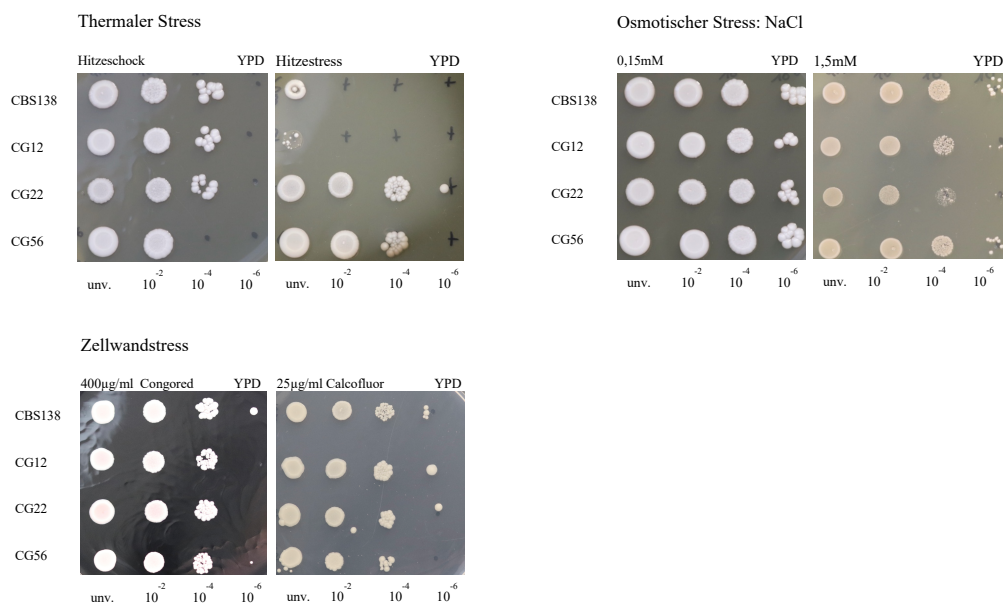 Thermaler Stress
Hitzeschock YPD Hitzestress YPD
CBS138
CG12
CG22
CG56
unv. 10⁻² 10⁻⁴ 10⁻⁶ unv. 10⁻² 10⁻⁴ 10⁻⁶
Osmotischer Stress: NaCl
0,15mM YPD 1,5mM YPD
CBS138
CG12
CG22
CG56
unv. 10⁻² 10⁻⁴ 10⁻⁶ unv. 10⁻² 10⁻⁴ 10⁻⁶
Zellwandstress
400µg/ml Congored YPD 25µg/ml Calcofluor YPD
CBS138
CG12
CG22
CG56
unv. 10⁻² 10⁻⁴ 10⁻⁶ unv. 10⁻² 10⁻⁴ 10⁻⁶